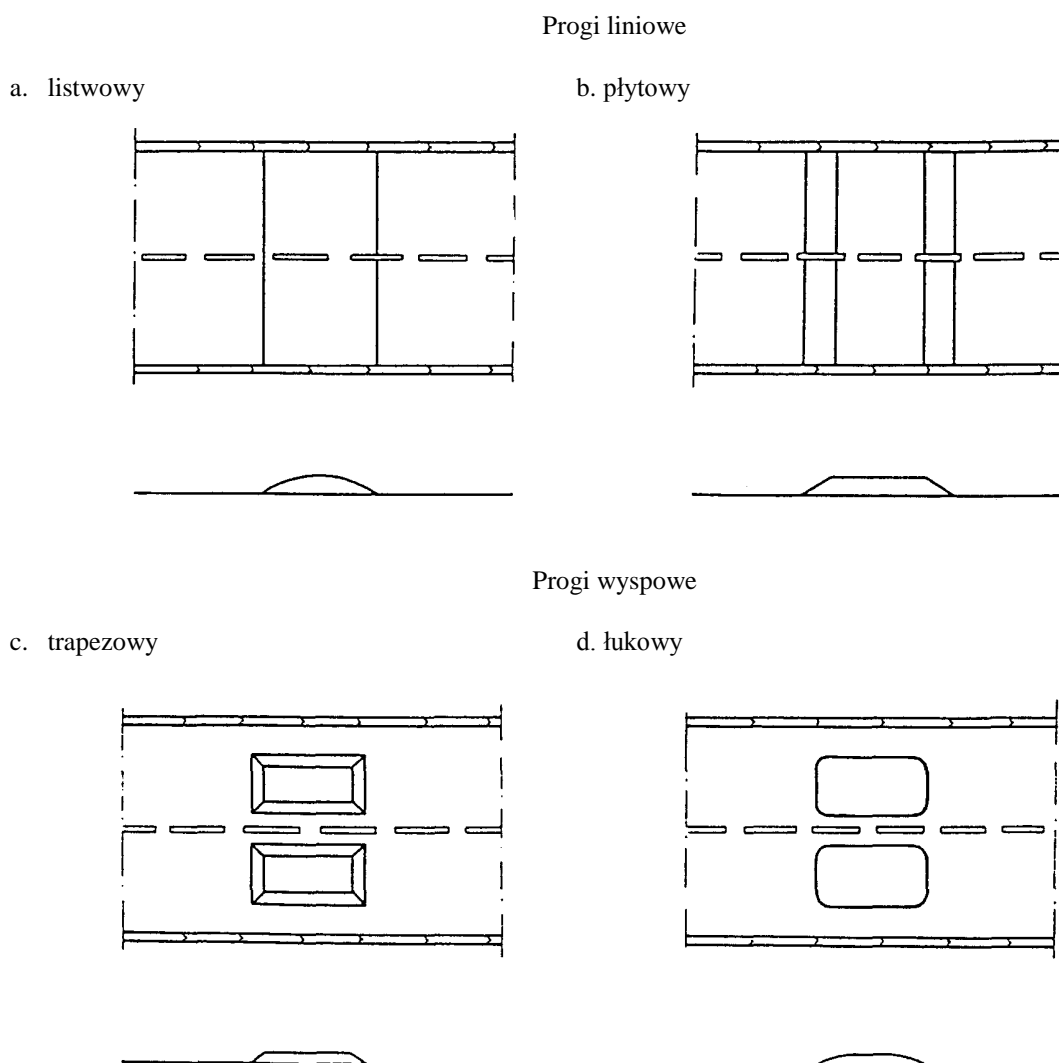 Progi liniowe
a. listwowy
b. płytowy
Progi wyspowe
c. trapezowy
d. łukowy